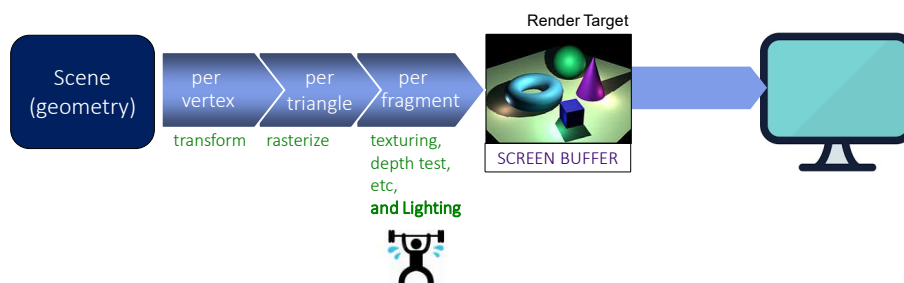 Render Target
Scene
(geometry)
per
vertex
per
triangle
per
fragment
transform
rasterize
texturing,
depth test,
etc,
and Lighting
SCREEN BUFFER